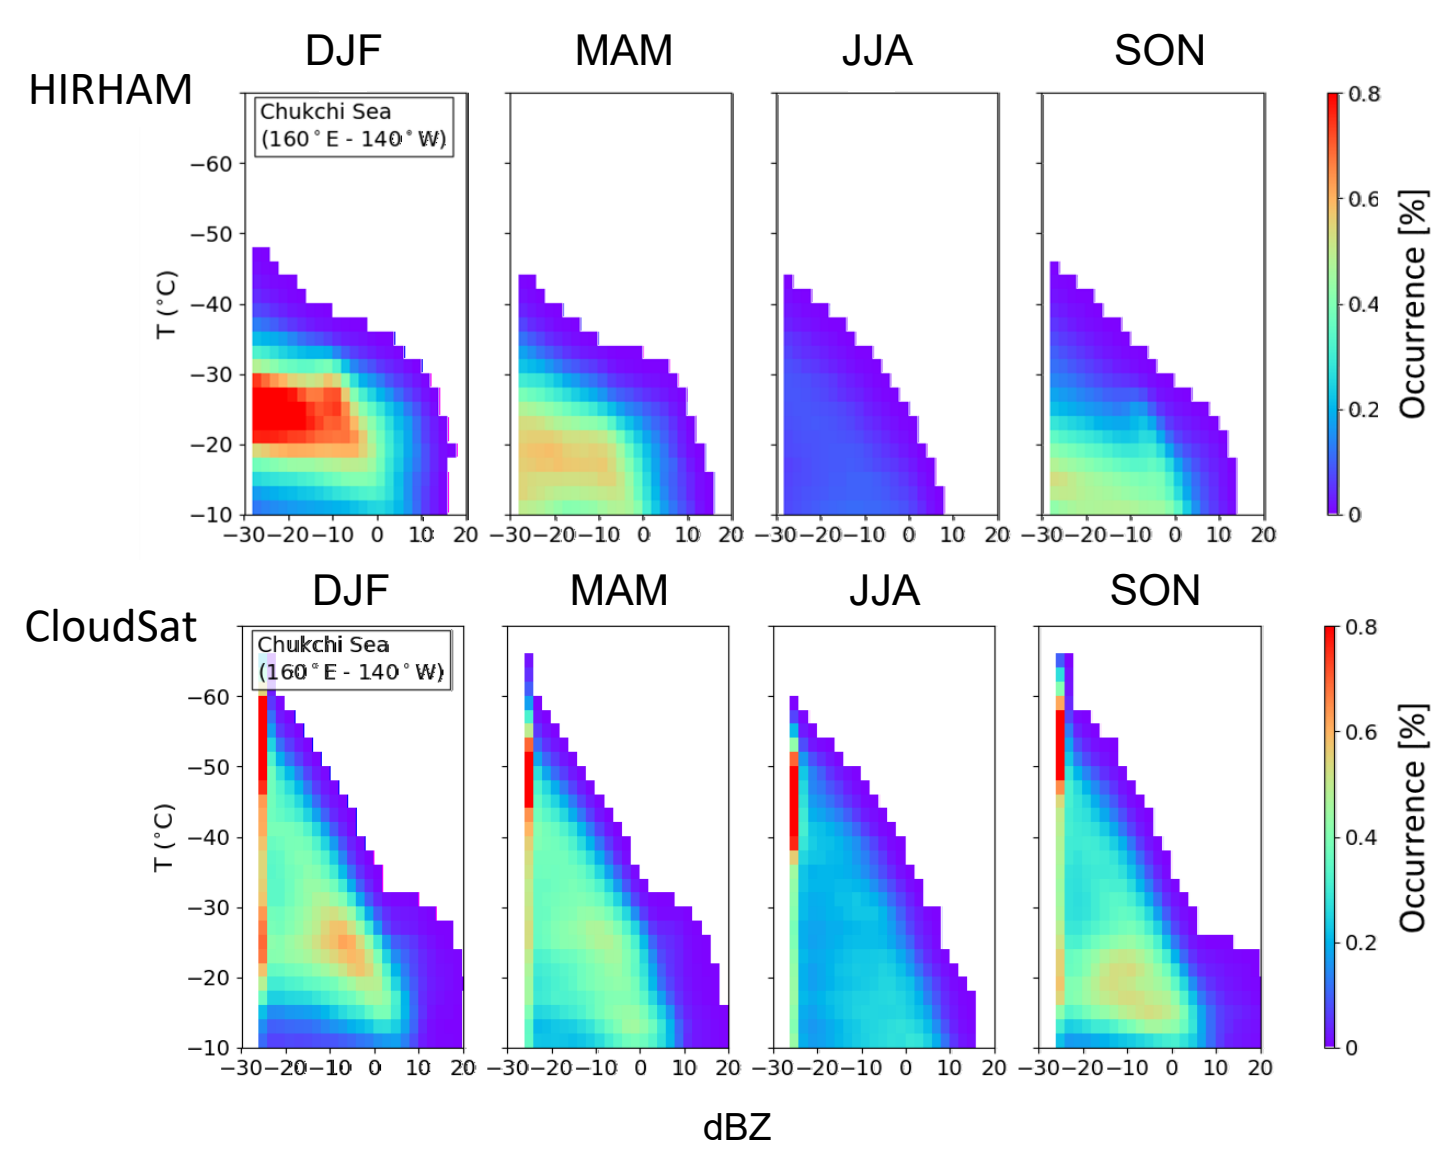 DJF MAM JJA SON
HIRHAM
Chukchi Sea
(160°E - 140°W)
−60
−50
−40
−30
−20
−10
T (°C)
−30 −20 −10 0 10 20 −30 −20 −10 0 10 20 −30 −20 −10 0 10 20 −30 −20 −10 0 10 20
0.8
0.6
0.4
0.2
0
Occurrence [%]
DJF MAM JJA SON
CloudSat
Chukchi Sea
(160°E - 140°W)
−60
−50
−40
−30
−20
−10
T (°C)
−30 −20 −10 0 10 20 −30 −20 −10 0 10 20 −30 −20 −10 0 10 20 −30 −20 −10 0 10 20
0.8
0.6
0.4
0.2
0
Occurrence [%]
dBZ